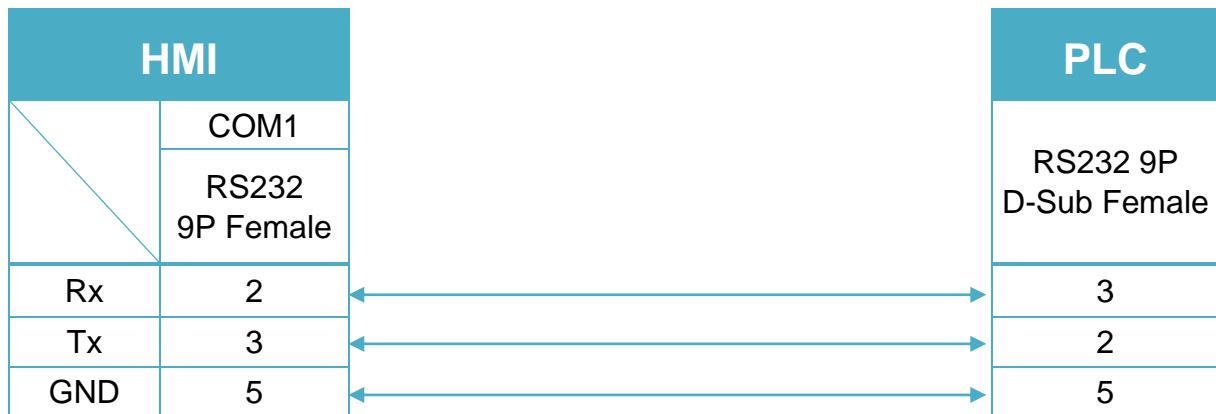 HMI
PLC
COM1
RS232
9P Female
RS232 9P
D-Sub Female
Rx 2 3
Tx 3 2
GND 5 5